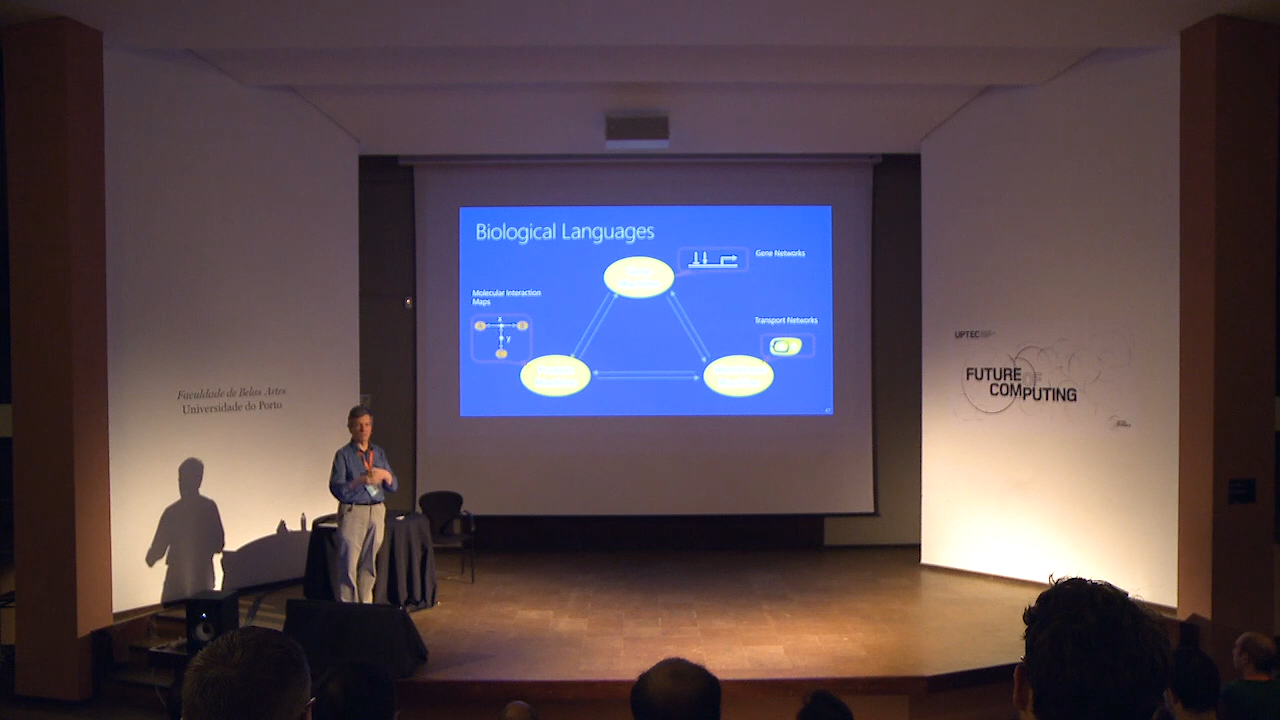 Biological Languages
Gene Networks
Molecular Interaction
Maps
x
y
Transport Networks
Faculdade de Belas Artes
Universidade do Porto
UPTEC
FUTURE OF
COMPUTING